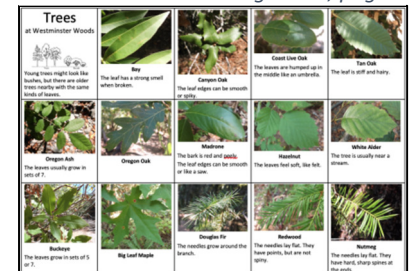 Trees
at Westminster Woods
Young trees might look like
bushes, but there are older
trees nearby with the same
kinds of leaves.
Bay
The leaf has a strong smell
when broken.
Canyon Oak
The leaf edges can be smooth
or spiky.
Coast Live Oak
The leaves are humped up in
the middle like an umbrella.
Tan Oak
The leaf is stiff and hairy.
Oregon Ash
The leaves usually grow in
sets of 7.
Oregon Oak
Madrone
The bark is red and peely.
The leaf edges can be smooth
or like a saw.
Hazelnut
The leaves feel soft, like felt.
White Alder
The tree is usually near a
stream.
Buckeye
The leaves grow in sets of 5
or 7.
Big Leaf Maple
Douglas Fir
The needles grow around the
branch.
Redwood
The needles lay flat. They
have points, but are not
spiny.
Nutmeg
The needles lay flat. They
have hard, sharp spines at
the ends.